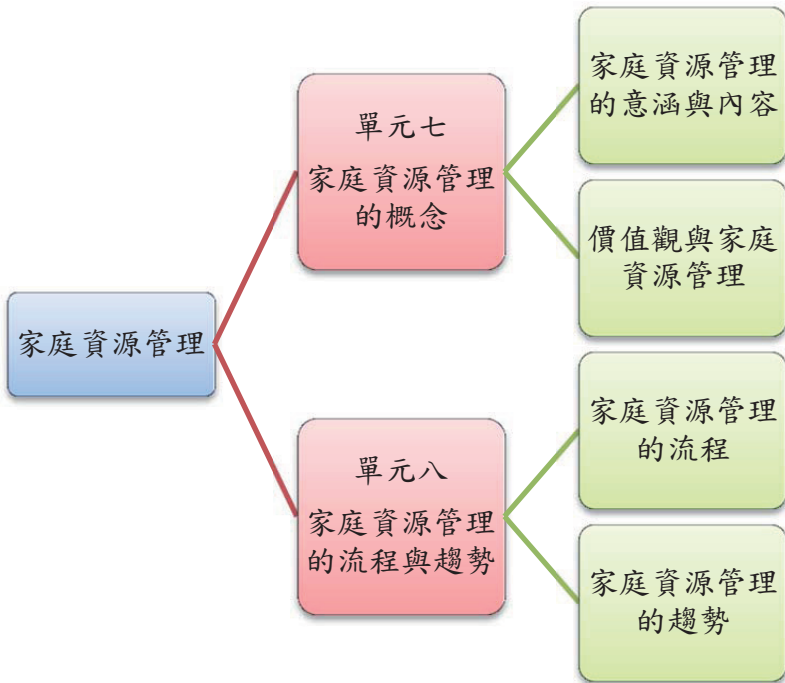 家庭資源管理
單元七
家庭資源管理
的概念
家庭資源管理
的意涵與內容
價值觀與家庭
資源管理
單元八
家庭資源管理
的流程與趨勢
家庭資源管理
的流程
家庭資源管理
的趨勢